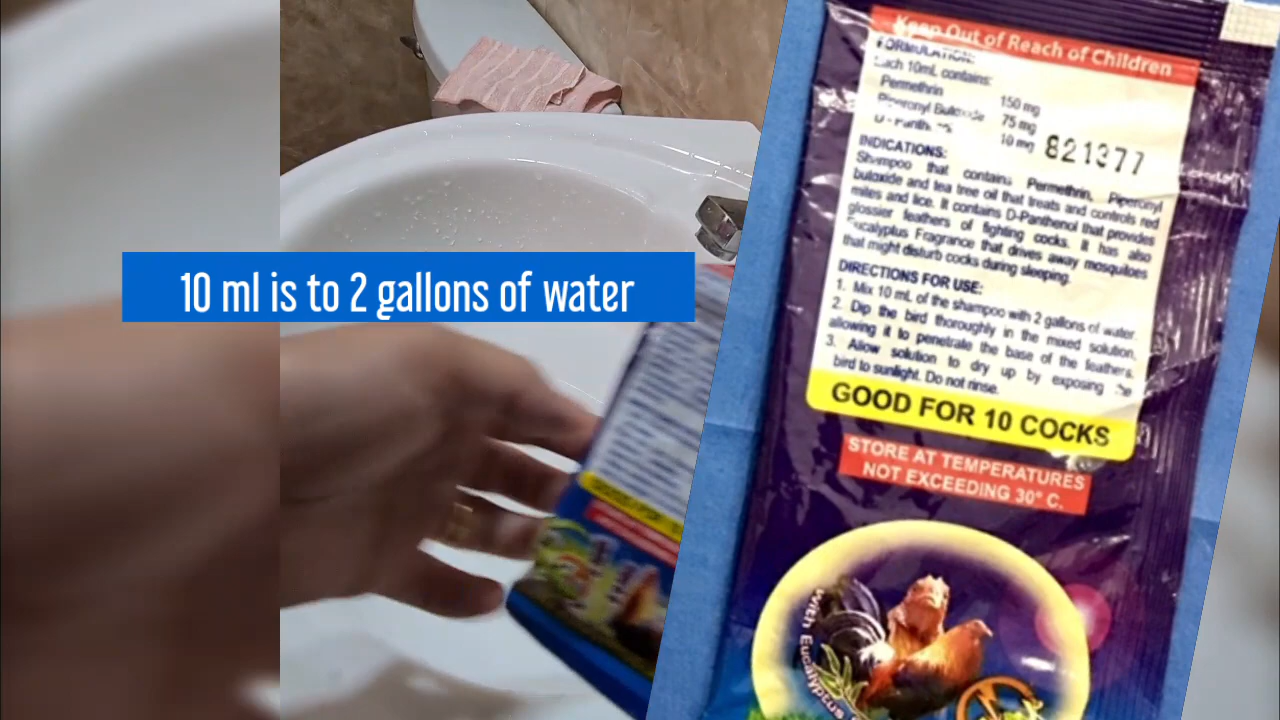 10 ml is to 2 gallons of water
Keep Out of Reach of Children
FORMULATION:
Each 10mL contains:
Permethrin 150 mg
Piperonyl Butoxide 75 mg
10 mg
821377
INDICATIONS:
Shampoo that contains Permethrin, Piperonyl
butoxide and tea tree oil that treats and controls red
mites and lice. It contains D-Panthenol that provides
glossier feathers of fighting cocks. It has also
Eucalyptus Fragrance that drives away mosquitoes
that might disturb cocks during sleeping.
DIRECTIONS FOR USE:
1. Mix 10 mL of the shampoo with 2 gallons of water.
2. Dip the bird thoroughly in the mixed solution,
allowing it to penetrate the base of the feathers.
3. Allow solution to dry up by exposing the
bird to sunlight. Do not rinse.
GOOD FOR 10 COCKS
STORE AT TEMPERATURES
NOT EXCEEDING 30° C.
With Eucalyptus